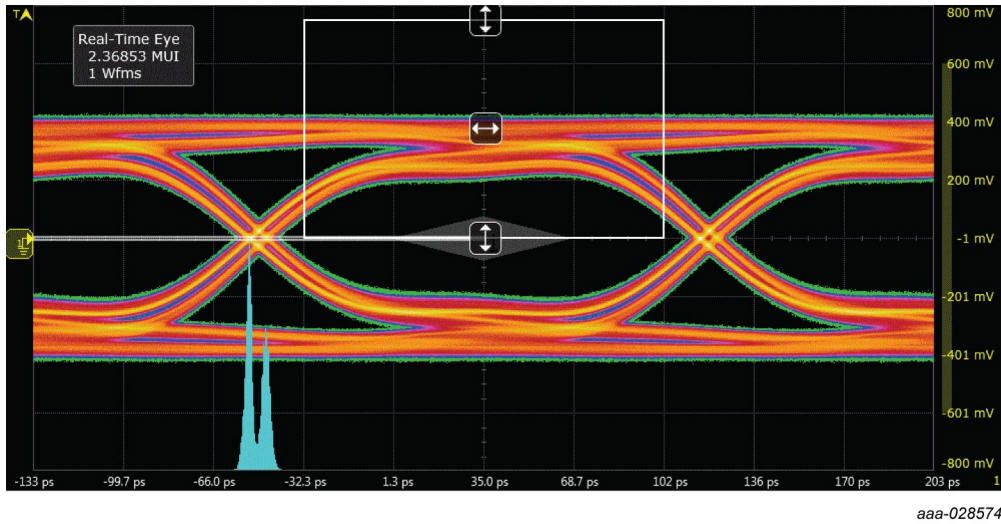 T
800 mV
Real-Time Eye
2.36853 MUI
1 Wfms
600 mV
400 mV
200 mV
1
-1 mV
-201 mV
-401 mV
-601 mV
-800 mV
-133 ps -99.7 ps -66.0 ps -32.3 ps 1.3 ps 35.0 ps 68.7 ps 102 ps 136 ps 170 ps 203 ps 1
aaa-028574